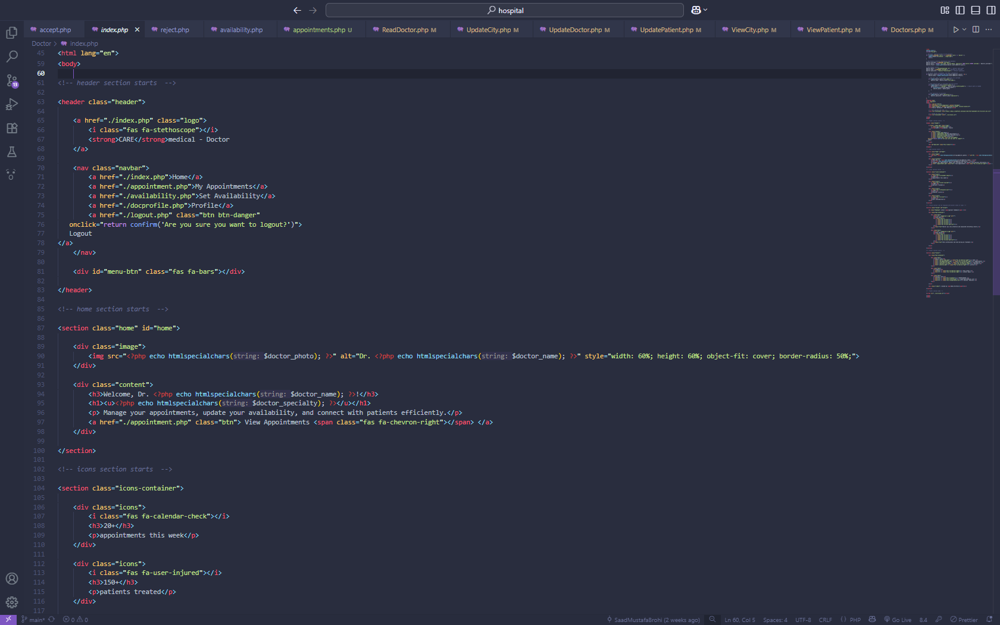 hospital
accept.php
index.php
reject.php
availability.php
appointments.php U
ReadDoctor.php M
UpdateCity.php M
UpdateDoctor.php M
UpdatePatient.php M
ViewCity.php M
ViewPatient.php M
Doctors.php M
Doctor > index.php
45 <html lang="en">
59 <body>
60
61 <!-- header section starts  -->
62
63 <header class="header">
64
65     <a href="./index.php" class="logo">
66         <i class="fas fa-stethoscope"></i>
67         <strong>CARE</strong>medical - Doctor
68     </a>
69
70     <nav class="navbar">
71         <a href="./index.php">Home</a>
72         <a href="./appointment.php">My Appointments</a>
73         <a href="./availability.php">Set Availability</a>
74         <a href="./docprofile.php">Profile</a>
75         <a href="./logout.php" class="btn btn-danger"
76    onclick="return confirm('Are you sure you want to logout?')">
77    Logout
78 </a>
79     </nav>
80
81     <div id="menu-btn" class="fas fa-bars"></div>
82
83 </header>
84
85 <!-- home section starts  -->
86
87 <section class="home" id="home">
88
89     <div class="image">
90         <img src="<?php echo htmlspecialchars(string: $doctor_photo); ?>" alt="Dr. <?php echo htmlspecialchars(string: $doctor_name); ?>" style="width: 60%; height: 60%; object-fit: cover; border-radius: 50%;">
91     </div>
92
93     <div class="content">
94         <h3>Welcome, Dr. <?php echo htmlspecialchars(string: $doctor_name); ?>!</h3>
95         <h1><u><?php echo htmlspecialchars(string: $doctor_specialty); ?></u></h1>
96         <p> Manage your appointments, update your availability, and connect with patients efficiently.</p>
97         <a href="./appointment.php" class="btn"> View Appointments <span class="fas fa-chevron-right"></span> </a>
98     </div>
99
100 </section>
101
102 <!-- icons section starts  -->
103
104 <section class="icons-container">
105
106     <div class="icons">
107         <i class="fas fa-calendar-check"></i>
108         <h3>20+</h3>
109         <p>appointments this week</p>
110     </div>
111
112     <div class="icons">
113         <i class="fas fa-user-injured"></i>
114         <h3>150+</h3>
115         <p>patients treated</p>
116     </div>
117
13
main* 0 0 SaadMustafaBrohi (2 weeks ago) Ln 60, Col 5 Spaces: 4 UTF-8 CRLF {} PHP Go Live 8.4 Prettier